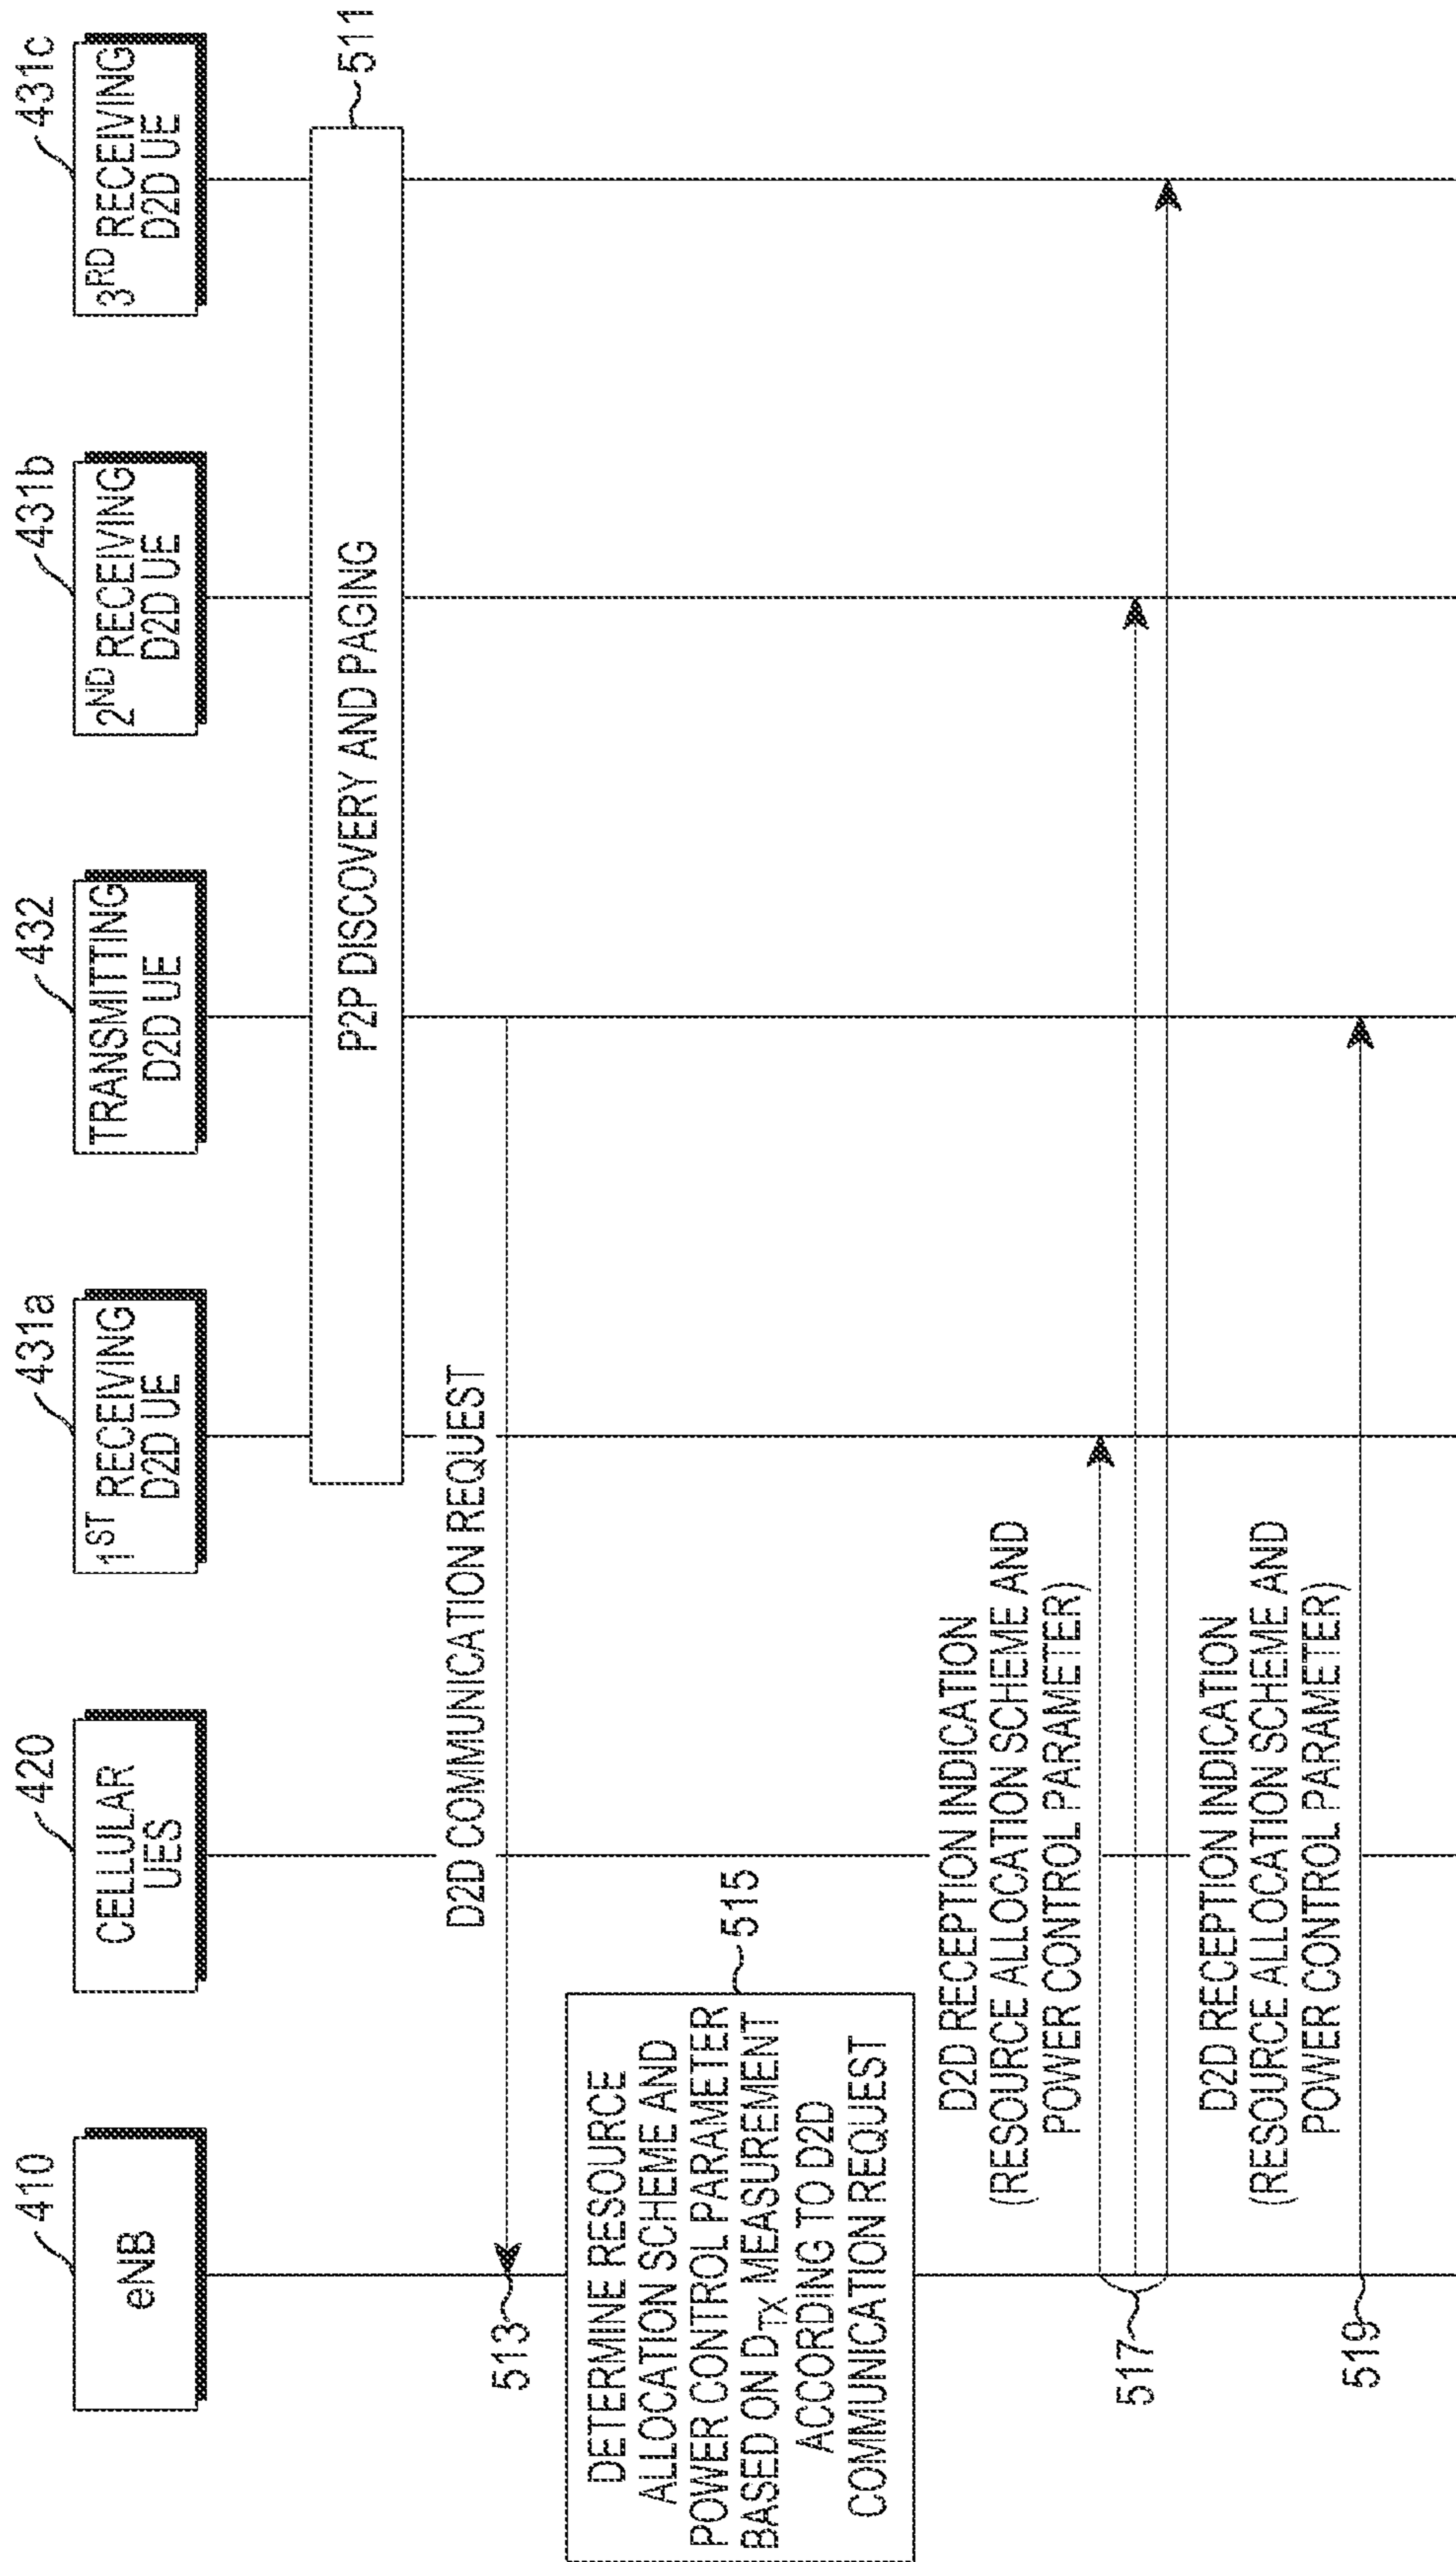 410
eNB
420
CELLULAR
UES
431a
1ST RECEIVING
D2D UE
432
TRANSMITTING
D2D UE
431b
2ND RECEIVING
D2D UE
431c
3RD RECEIVING
D2D UE
P2P DISCOVERY AND PAGING
511
D2D COMMUNICATION REQUEST
513
DETERMINE RESOURCE
ALLOCATION SCHEME AND
POWER CONTROL PARAMETER
BASED ON DTX MEASUREMENT
ACCORDING TO D2D
COMMUNICATION REQUEST
515
D2D RECEPTION INDICATION
(RESOURCE ALLOCATION SCHEME AND
POWER CONTROL PARAMETER)
517
D2D RECEPTION INDICATION
(RESOURCE ALLOCATION SCHEME AND
POWER CONTROL PARAMETER)
519